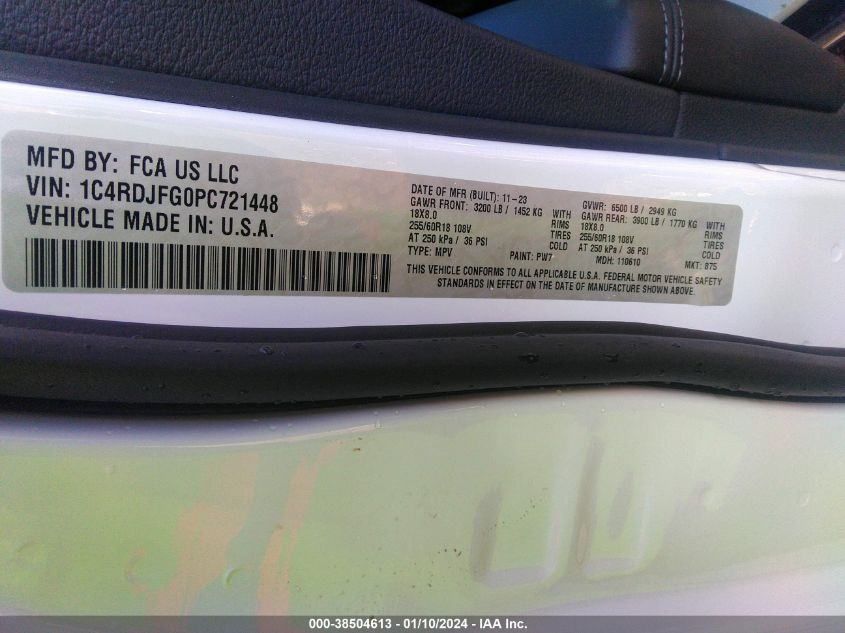 MFD BY: FCA US LLC
VIN: 1C4RDJFG0PC721448
VEHICLE MADE IN: U.S.A.
DATE OF MFR (BUILT): 11-23
GAWR FRONT: 3200 LB / 1452 KG WITH
18X8.0 RIMS
255/60R18 108V TIRES
AT 250 kPa / 36 PSI COLD
TYPE: MPV PAINT: PW7
GVWR: 6500 LB / 2949 KG
GAWR REAR: 3900 LB / 1770 KG WITH
18X8.0 RIMS
255/60R18 108V TIRES
AT 250 kPa / 36 PSI COLD
MDH: 110610 MKT: 875
THIS VEHICLE CONFORMS TO ALL APPLICABLE U.S.A. FEDERAL MOTOR VEHICLE SAFETY
STANDARDS IN EFFECT ON THE DATE OF MANUFACTURE SHOWN ABOVE.
000-38504613 - 01/10/2024 - IAA Inc.